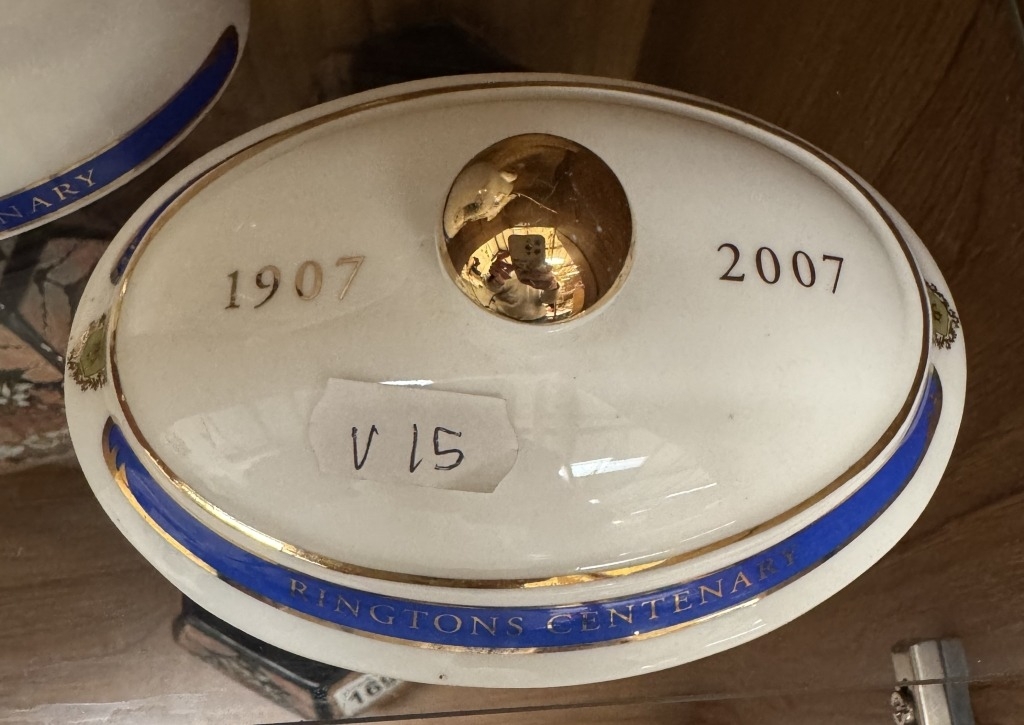 NARY
1907
2007
V 15
RINGTONS CENTENARY